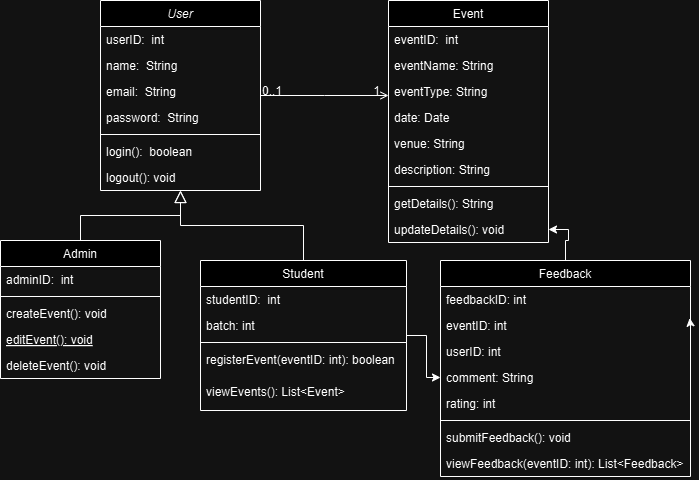 User
userID:  int
name:  String
email:  String
password:  String
login():  boolean
logout(): void
0..1
1
Event
eventID:  int
eventName: String
eventType: String
date: Date
venue: String
description: String
getDetails(): String
updateDetails(): void
Admin
adminID:  int
createEvent(): void
editEvent(): void
deleteEvent(): void
Student
studentID:  int
batch: int
registerEvent(eventID: int): boolean
viewEvents(): List<Event>
Feedback
feedbackID: int
eventID: int
userID: int
comment: String
rating: int
submitFeedback(): void
viewFeedback(eventID: int): List<Feedback>